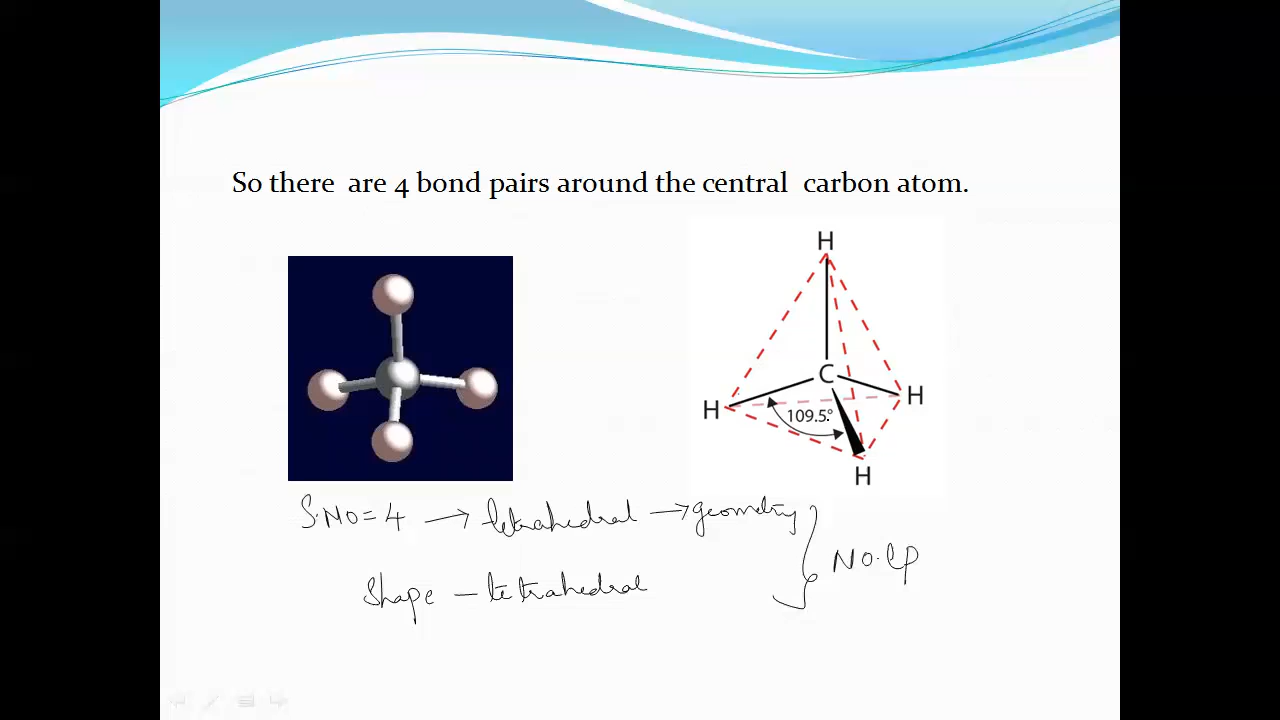 So there are 4 bond pairs around the central carbon atom.
H
C
H
H
109.5°
H
S.NO = 4 → tetrahedral → geometry
NO.lp
Shape – tetrahedral